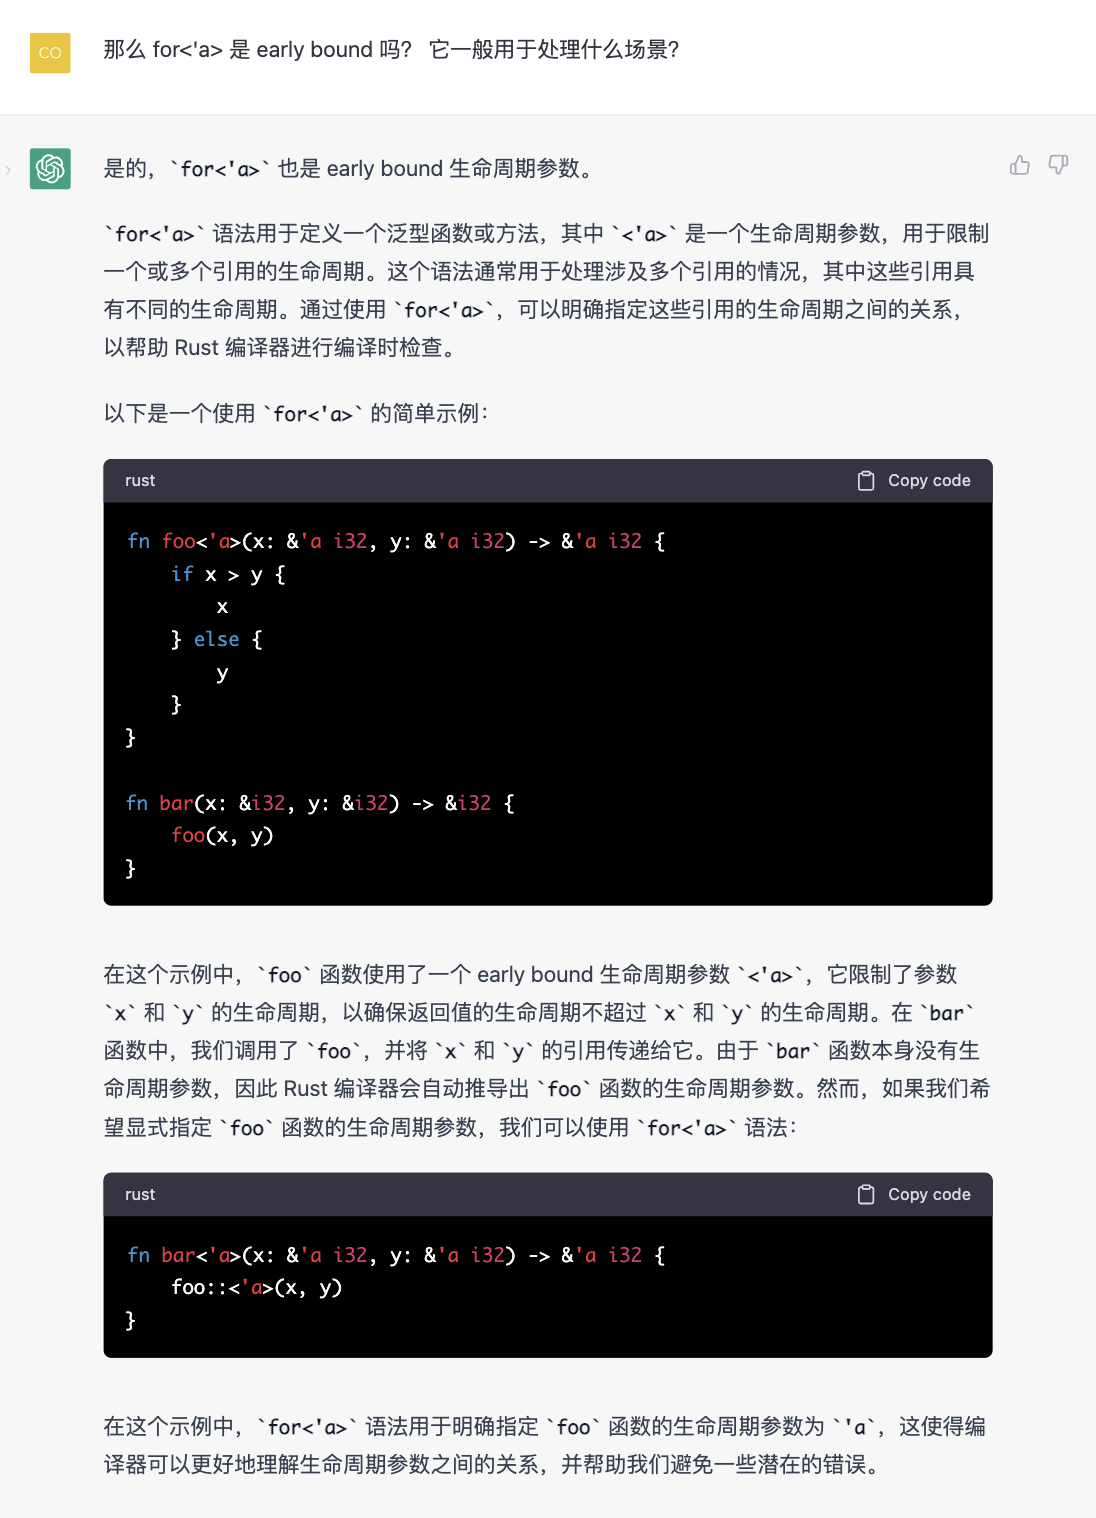 CO
那么 for<'a> 是 early bound 吗? 它一般用于处理什么场景?
是的，`for<'a>` 也是 early bound 生命周期参数。
`for<'a>` 语法用于定义一个泛型函数或方法，其中 `<'a>` 是一个生命周期参数，用于限制
一个或多个引用的生命周期。这个语法通常用于处理涉及多个引用的情况，其中这些引用具
有不同的生命周期。通过使用 `for<'a>`，可以明确指定这些引用的生命周期之间的关系，
以帮助 Rust 编译器进行编译时检查。
以下是一个使用 `for<'a>` 的简单示例：
rust Copy code
fn foo<'a>(x: &'a i32, y: &'a i32) -> &'a i32 {
    if x > y {
        x
    } else {
        y
    }
}
fn bar(x: &i32, y: &i32) -> &i32 {
    foo(x, y)
}
在这个示例中，`foo` 函数使用了一个 early bound 生命周期参数 `<'a>`，它限制了参数
`x` 和 `y` 的生命周期，以确保返回值的生命周期不超过 `x` 和 `y` 的生命周期。在 `bar`
函数中，我们调用了 `foo`，并将 `x` 和 `y` 的引用传递给它。由于 `bar` 函数本身没有生
命周期参数，因此 Rust 编译器会自动推导出 `foo` 函数的生命周期参数。然而，如果我们希
望显式指定 `foo` 函数的生命周期参数，我们可以使用 `for<'a>` 语法：
rust Copy code
fn bar<'a>(x: &'a i32, y: &'a i32) -> &'a i32 {
    foo::<'a>(x, y)
}
在这个示例中，`for<'a>` 语法用于明确指定 `foo` 函数的生命周期参数为 `'a`，这使得编
译器可以更好地理解生命周期参数之间的关系，并帮助我们避免一些潜在的错误。